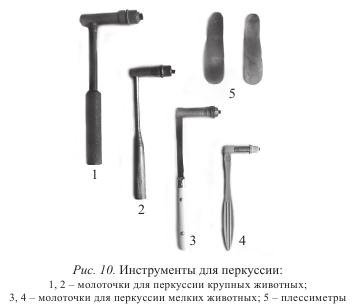 5
1
2
3
4
Рис. 10. Инструменты для перкуссии:
1, 2 – молоточки для перкуссии крупных животных;
3, 4 – молоточки для перкуссии мелких животных; 5 – плессиметры